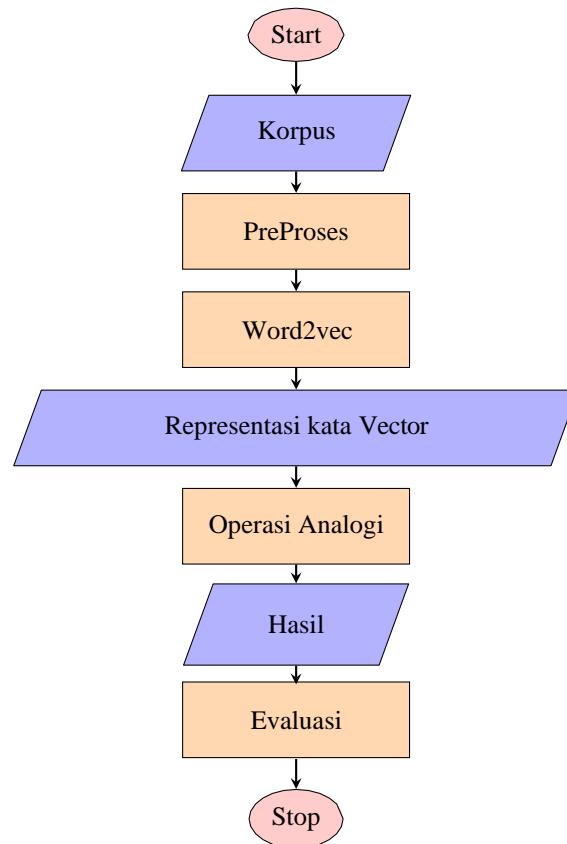 Start
Korpus
PreProses
Word2vec
Representasi kata Vector
Operasi Analogi
Hasil
Evaluasi
Stop